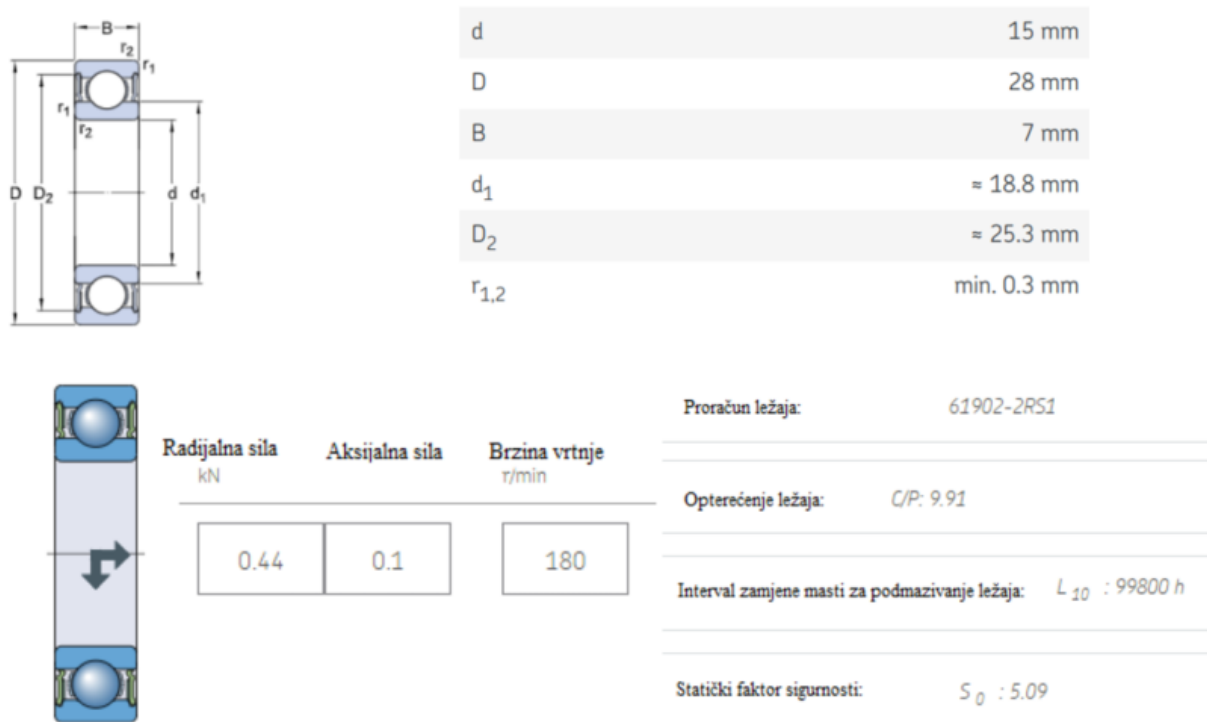 B
r2
r1
r1
r2
D D2 d d1
d 15 mm
D 28 mm
B 7 mm
d1 ≈ 18.8 mm
D2 ≈ 25.3 mm
r1,2 min. 0.3 mm
Radijalna sila Aksijalna sila Brzina vrtnje
kN r/min
0.44 0.1 180
Proračun ležaja: 61902-2RS1
Opterećenje ležaja: C/P: 9.91
Interval zamjene masti za podmazivanje ležaja: L 10 : 99800 h
Statički faktor sigurnosti: S 0 : 5.09